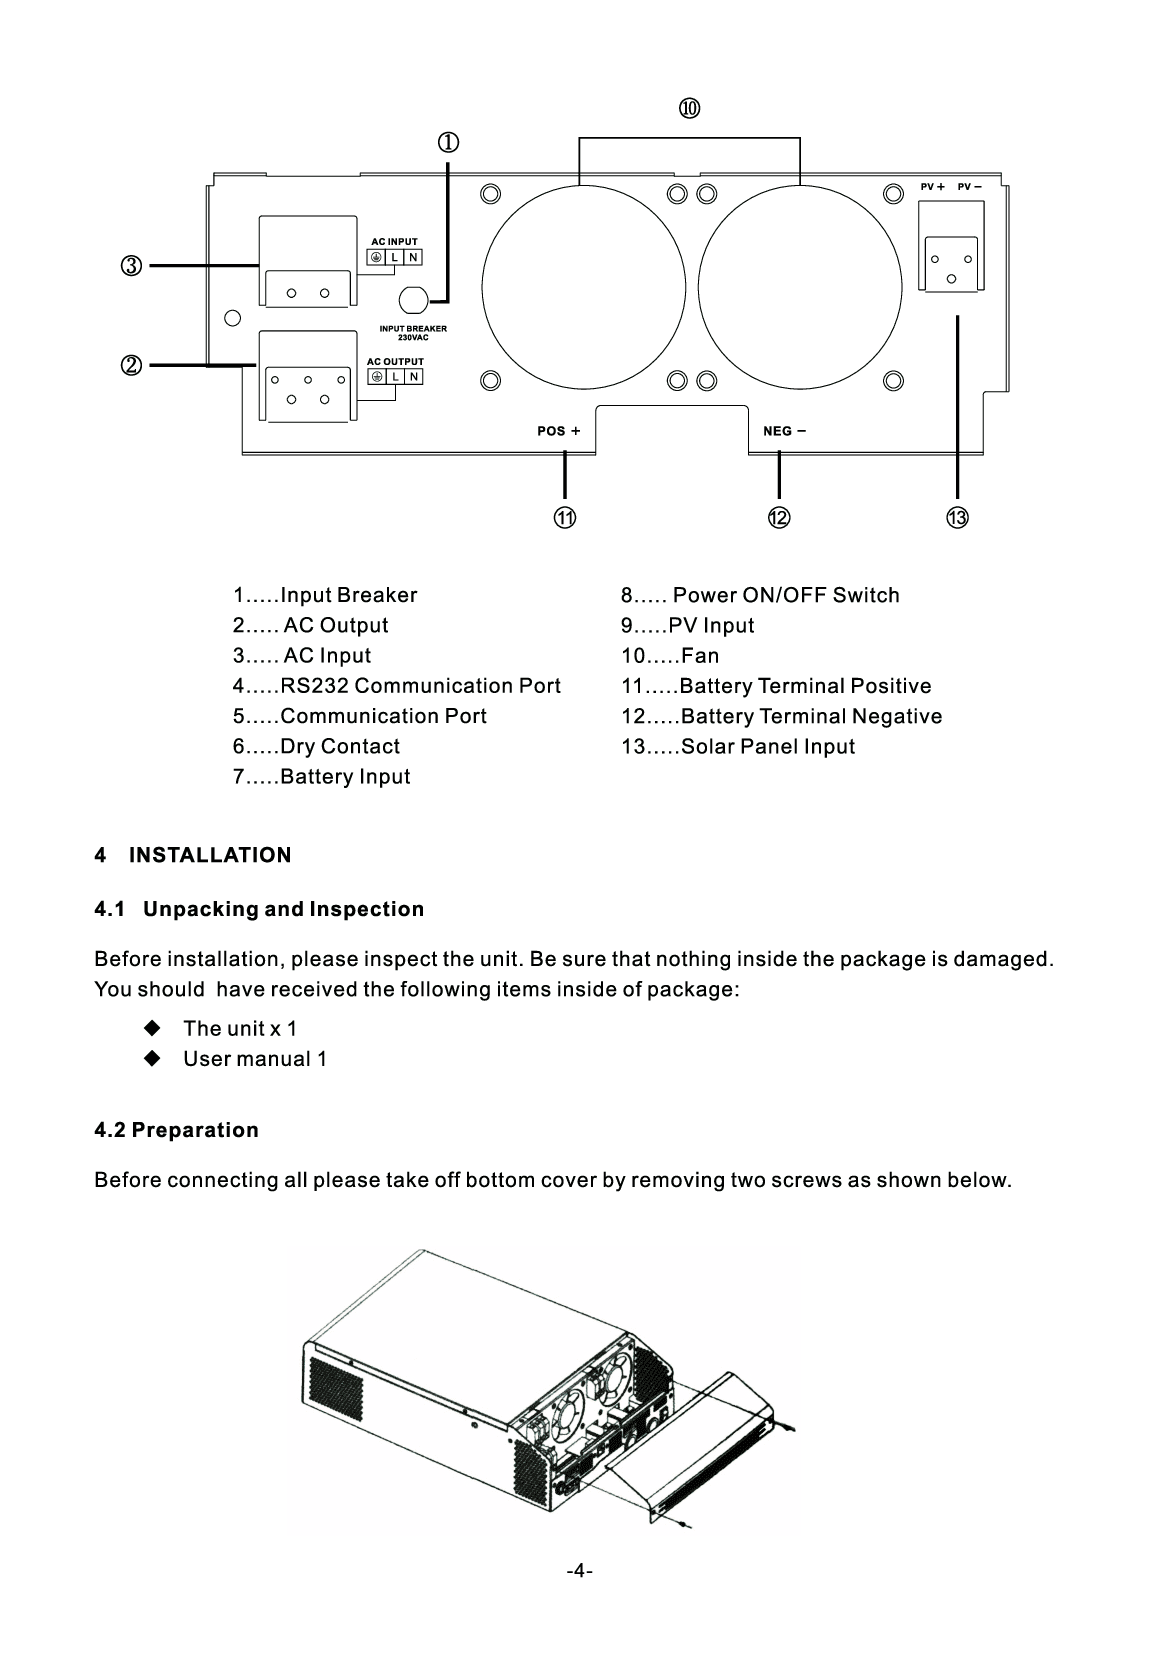 ⑩
①
PV + PV −
AC INPUT
L N
③
INPUT BREAKER
230VAC
②
AC OUTPUT
L N
POS + NEG −
⑪ ⑫ ⑬
1.....Input Breaker
2..... AC Output
3..... AC Input
4.....RS232 Communication Port
5.....Communication Port
6.....Dry Contact
7.....Battery Input
8..... Power ON/OFF Switch
9.....PV Input
10.....Fan
11.....Battery Terminal Positive
12.....Battery Terminal Negative
13.....Solar Panel Input
4 INSTALLATION
4.1 Unpacking and Inspection
Before installation, please inspect the unit. Be sure that nothing inside the package is damaged.
You should have received the following items inside of package:
◆ The unit x 1
◆ User manual 1
4.2 Preparation
Before connecting all please take off bottom cover by removing two screws as shown below.
-4-